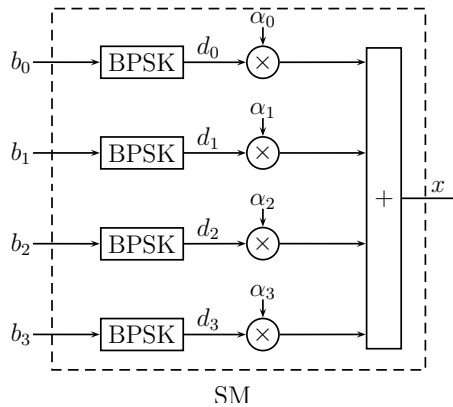 α₀
b₀ BPSK d₀ ×
α₁
b₁ BPSK d₁ ×
α₂
+ x
b₂ BPSK d₂ ×
α₃
b₃ BPSK d₃ ×
SM